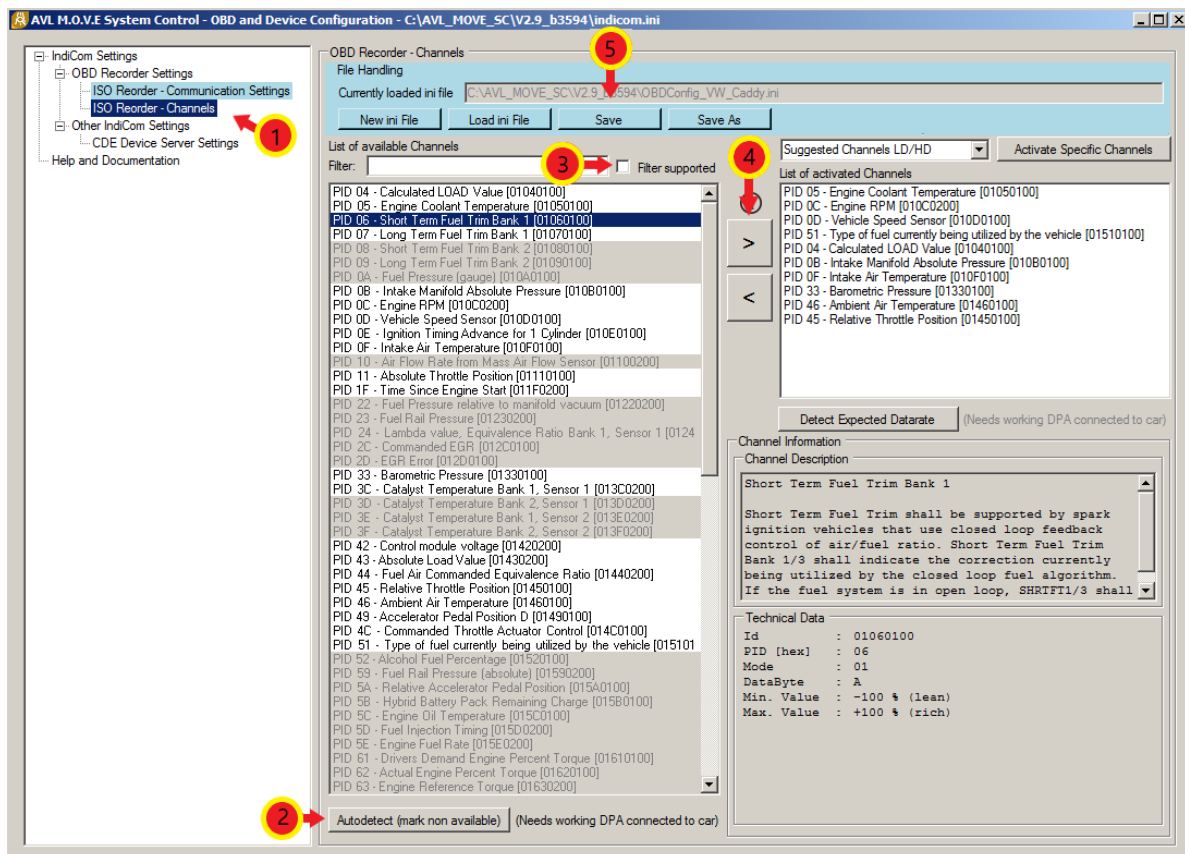 AVL M.O.V.E System Control - OBD and Device Configuration - C:\AVL_MOVE_SC\V2.9_b3594\indicom.ini
IndiCom Settings
OBD Recorder Settings
ISO Reorder - Communication Settings
ISO Reorder - Channels
Other IndiCom Settings
CDE Device Server Settings
Help and Documentation
1
OBD Recorder - Channels
5
File Handling
Currently loaded ini file C:\AVL_MOVE_SC\V2.9_b3594\OBDConfig_VW_Caddy.ini
New ini File Load ini File Save Save As
List of available Channels
Filter: 3 Filter supported
4
PID 04 - Calculated LOAD Value [01040100]
PID 05 - Engine Coolant Temperature [01050100]
PID 06 - Short Term Fuel Trim Bank 1 [01060100]
PID 07 - Long Term Fuel Trim Bank 1 [01070100]
PID 08 - Short Term Fuel Trim Bank 2 [01080100]
PID 09 - Long Term Fuel Trim Bank 2 [01090100]
PID 0A - Fuel Pressure (gauge) [010A0100]
PID 0B - Intake Manifold Absolute Pressure [010B0100]
PID 0C - Engine RPM [010C0200]
PID 0D - Vehicle Speed Sensor [010D0100]
PID 0E - Ignition Timing Advance for 1 Cylinder [010E0100]
PID 0F - Intake Air Temperature [010F0100]
PID 10 - Air Flow Rate from Mass Air Flow Sensor [01100200]
PID 11 - Absolute Throttle Position [01110100]
PID 1F - Time Since Engine Start [011F0200]
PID 22 - Fuel Pressure relative to manifold vacuum [01220200]
PID 23 - Fuel Rail Pressure [01230200]
PID 24 - Lambda value, Equivalence Ratio Bank 1, Sensor 1 [0124
PID 2C - Commanded EGR [012C0100]
PID 2D - EGR Error [012D0100]
PID 33 - Barometric Pressure [01330100]
PID 3C - Catalyst Temperature Bank 1, Sensor 1 [013C0200]
PID 3D - Catalyst Temperature Bank 2, Sensor 1 [013D0200]
PID 3E - Catalyst Temperature Bank 1, Sensor 2 [013E0200]
PID 3F - Catalyst Temperature Bank 2, Sensor 2 [013F0200]
PID 42 - Control module voltage [01420200]
PID 43 - Absolute Load Value [01430200]
PID 44 - Fuel Air Commanded Equivalence Ratio [01440200]
PID 45 - Relative Throttle Position [01450100]
PID 46 - Ambient Air Temperature [01460100]
PID 49 - Accelerator Pedal Position D [01490100]
PID 4C - Commanded Throttle Actuator Control [014C0100]
PID 51 - Type of fuel currently being utilized by the vehicle [015101
PID 52 - Alcohol Fuel Percentage [01520100]
PID 59 - Fuel Rail Pressure (absolute) [01590200]
PID 5A - Relative Accelerator Pedal Position [015A0100]
PID 5B - Hybrid Battery Pack Remaining Charge [015B0100]
PID 5C - Engine Oil Temperature [015C0100]
PID 5D - Fuel Injection Timing [015D0200]
PID 5E - Engine Fuel Rate [015E0200]
PID 61 - Drivers Demand Engine Percent Torque [01610100]
PID 62 - Actual Engine Percent Torque [01620100]
PID 63 - Engine Reference Torque [01630200]
2
Autodetect (mark non available) (Needs working DPA connected to car)
>
<
Suggested Channels LD/HD Activate Specific Channels
List of activated Channels
PID 05 - Engine Coolant Temperature [01050100]
PID 0C - Engine RPM [010C0200]
PID 0D - Vehicle Speed Sensor [010D0100]
PID 51 - Type of fuel currently being utilized by the vehicle [01510100]
PID 04 - Calculated LOAD Value [01040100]
PID 0B - Intake Manifold Absolute Pressure [010B0100]
PID 0F - Intake Air Temperature [010F0100]
PID 33 - Barometric Pressure [01330100]
PID 46 - Ambient Air Temperature [01460100]
PID 45 - Relative Throttle Position [01450100]
Detect Expected Datarate (Needs working DPA connected to car)
Channel Information
Channel Description
Short Term Fuel Trim Bank 1
Short Term Fuel Trim shall be supported by spark
ignition vehicles that use closed loop feedback
control of air/fuel ratio. Short Term Fuel Trim
Bank 1/3 shall indicate the correction currently
being utilized by the closed loop fuel algorithm.
If the fuel system is in open loop, SHRTFT1/3 shall
Technical Data
Id : 01060100
PID [hex] : 06
Mode : 01
DataByte : A
Min. Value : -100 % (lean)
Max. Value : +100 % (rich)